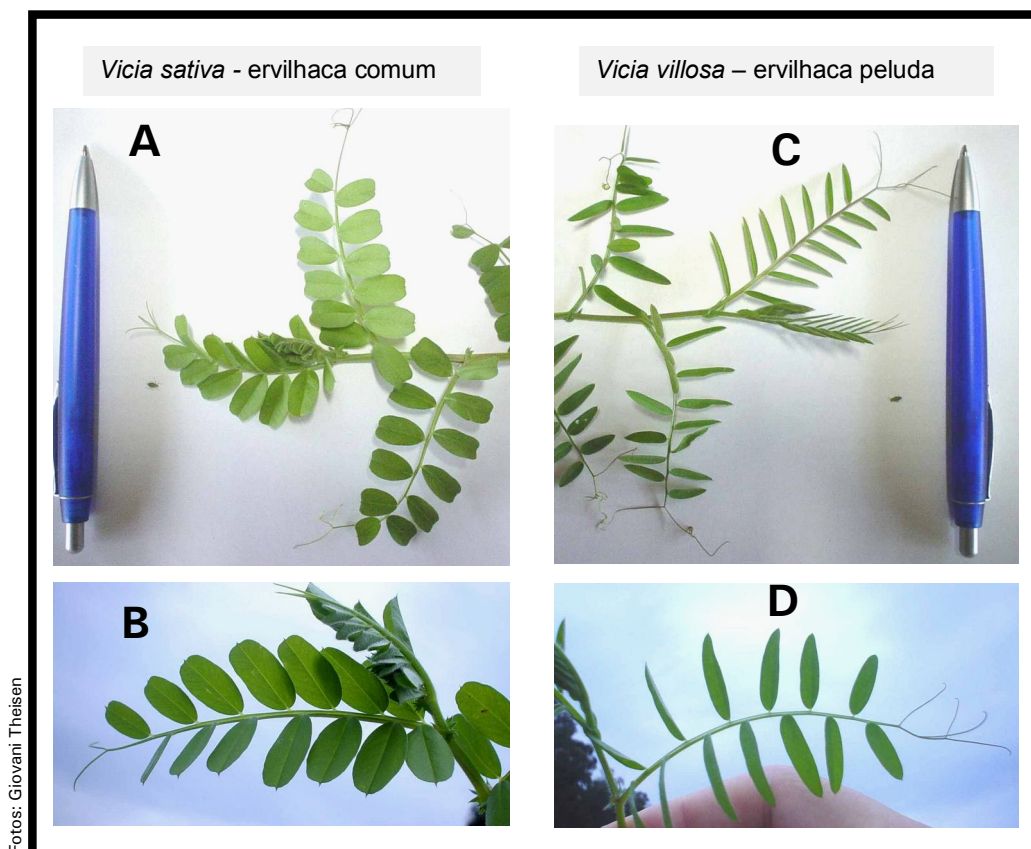 Vicia sativa - ervilhaca comum
Vicia villosa – ervilhaca peluda
A
C
B
D
Fotos: Giovani Theisen